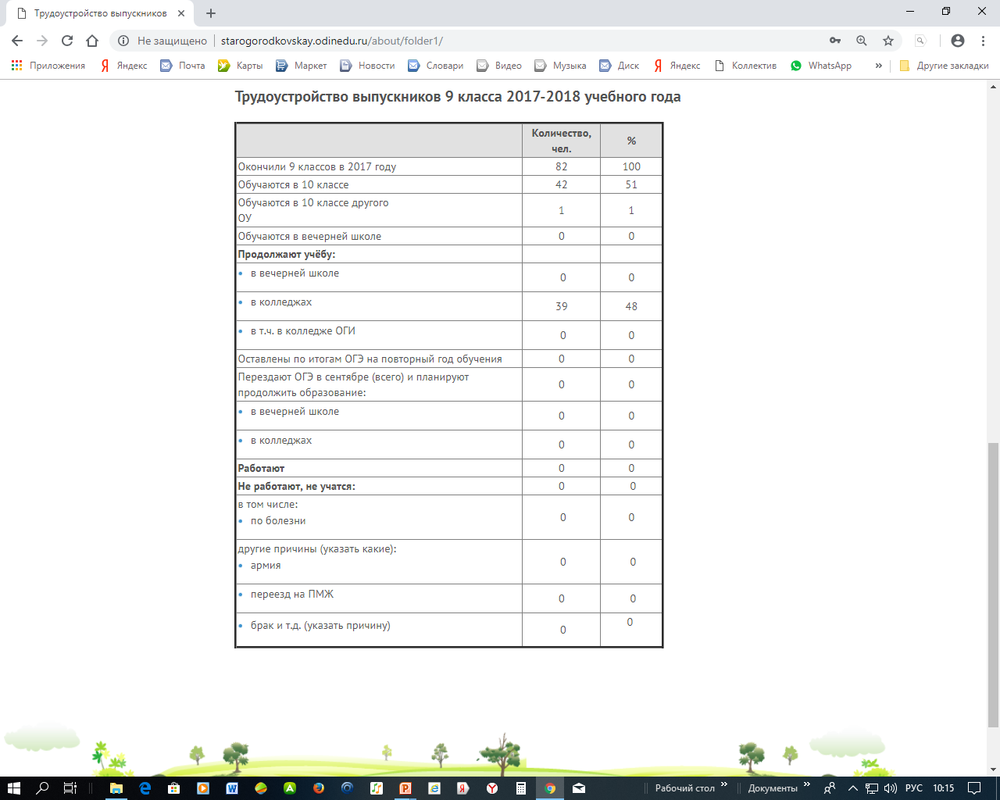 Трудоустройство выпускников
Не защищено
starogorodkovskay.odinedu.ru/about/folder1/
Приложения
Яндекс
Почта
Карты
Маркет
Новости
Словари
Видео
Музыка
Диск
Яндекс
Коллектив
WhatsApp
»
Другие закладки
Трудоустройство выпускников 9 класса 2017-2018 учебного года
Количество, %
чел.
Окончили 9 классов в 2017 году 82 100
Обучаются в 10 классе 42 51
Обучаются в 10 классе другого
ОУ 1 1
Обучаются в вечерней школе 0 0
Продолжают учёбу:
• в вечерней школе 0 0
• в колледжах 39 48
• в т.ч. в колледже ОГИ 0 0
Оставлены по итогам ОГЭ на повторный год обучения 0 0
Перездают ОГЭ в сентябре (всего) и планируют
продолжить образование: 0 0
• в вечерней школе 0 0
• в колледжах 0 0
Работают 0 0
Не работают, не учатся: 0 0
в том числе:
• по болезни 0 0
другие причины (указать какие):
• армия 0 0
• переезд на ПМЖ 0 0
• брак и т.д. (указать причину) 0 0
Рабочий стол »
Документы »
РУС
10:15